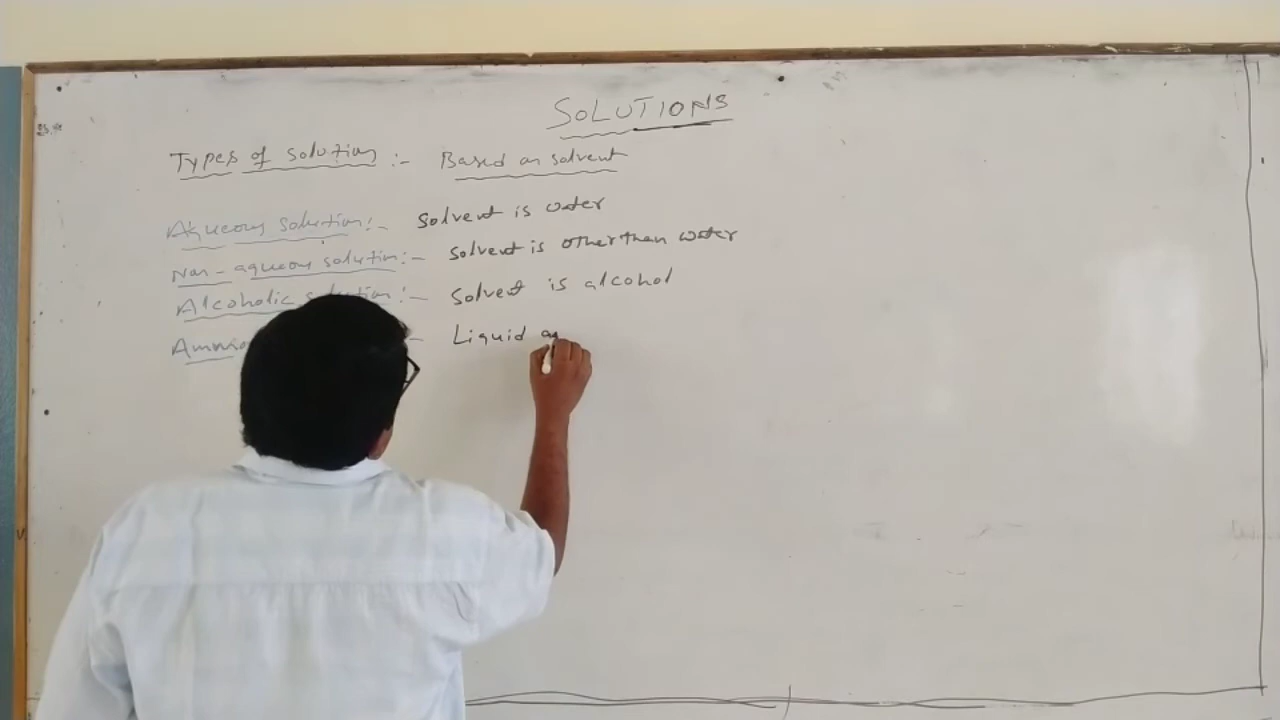 SOLUTIONS
Types of solution :- Based on solvent
Aqueous solution :- Solvent is water
Non-aqueous solution :- Solvent is other than water
Alcoholic solution :- Solvent is alcohol
Liquid